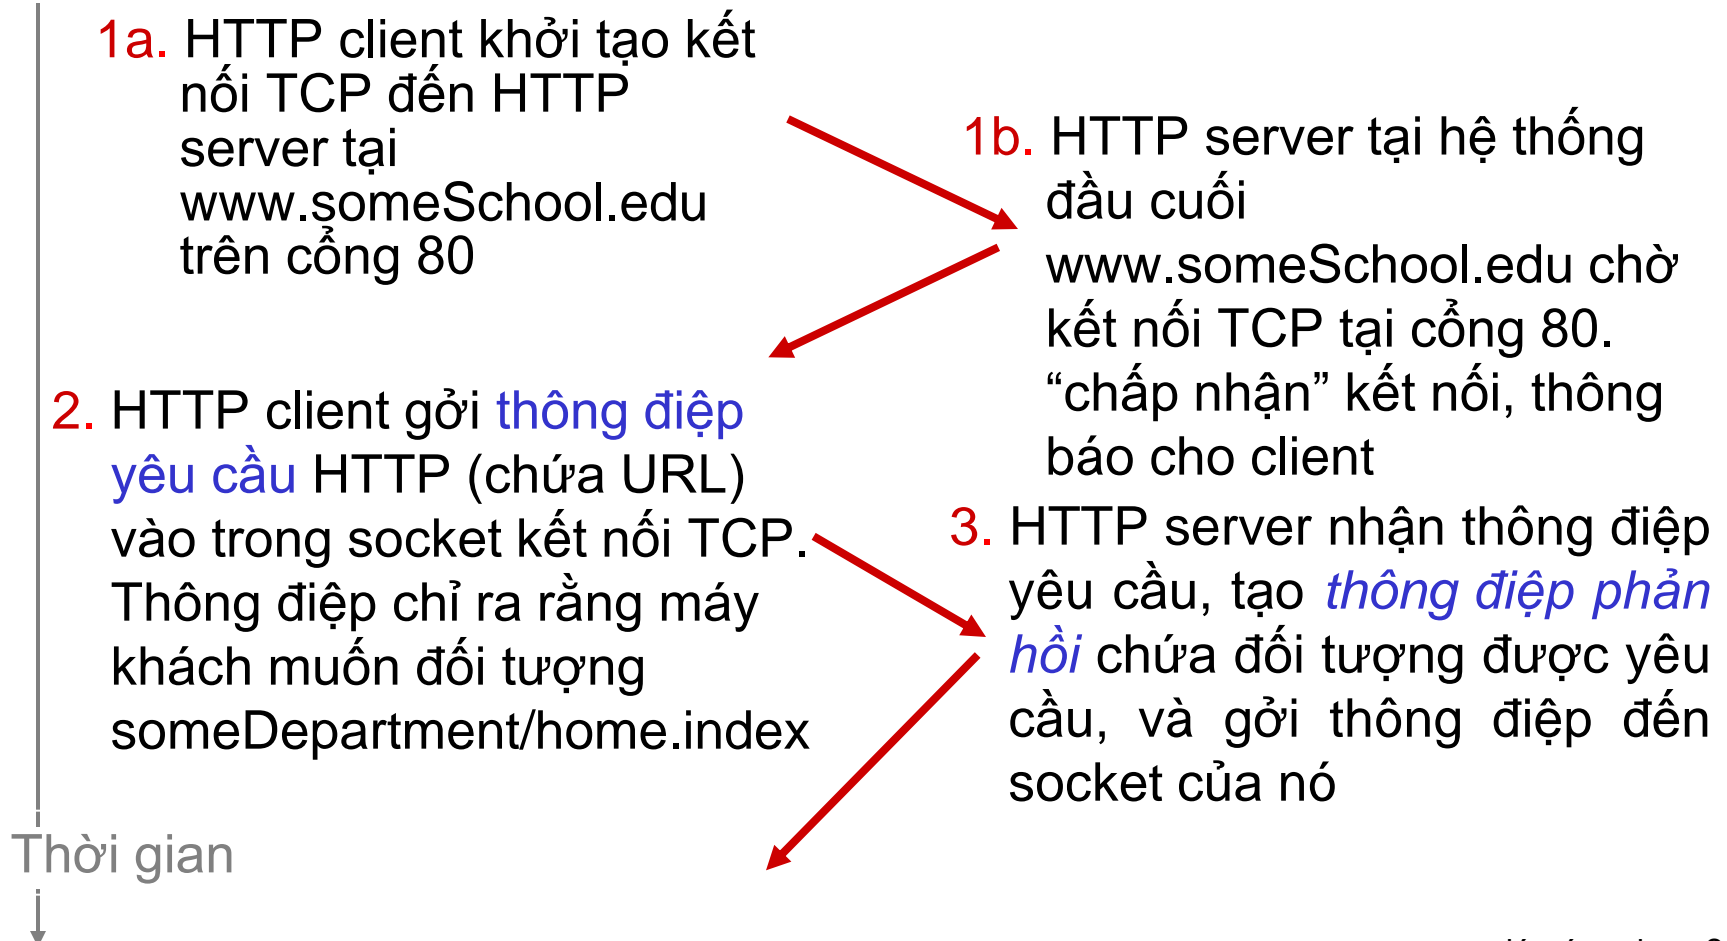 1a. HTTP client khởi tạo kết
nối TCP đến HTTP
server tại
www.someSchool.edu
trên cổng 80
1b. HTTP server tại hệ thống
đầu cuối
www.someSchool.edu chờ
kết nối TCP tại cổng 80.
“chấp nhận” kết nối, thông
báo cho client
2. HTTP client gởi thông điệp
yêu cầu HTTP (chứa URL)
vào trong socket kết nối TCP.
Thông điệp chỉ ra rằng máy
khách muốn đối tượng
someDepartment/home.index
3. HTTP server nhận thông điệp
yêu cầu, tạo thông điệp phản
hồi chứa đối tượng được yêu
cầu, và gởi thông điệp đến
socket của nó
Thời gian